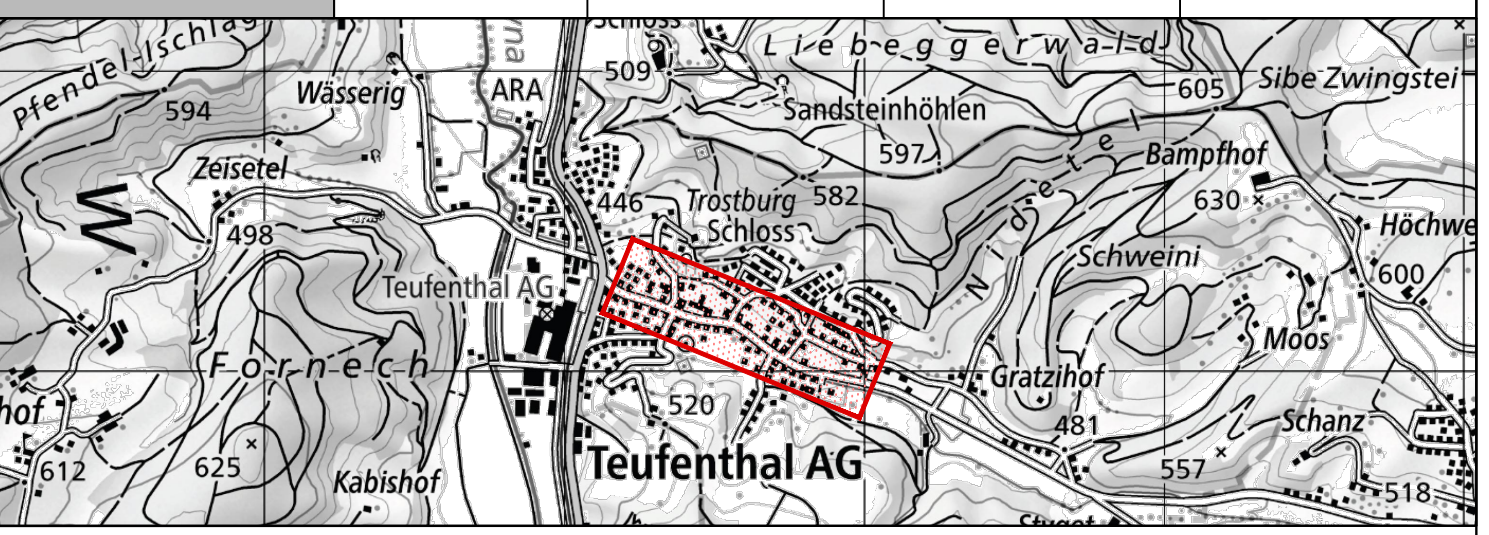 Schloss
Pfendel-Ischlag
yna
Liebeggerwald
509
Wässerig
ARA
605
Sibe Zwingstei
594
Sandsteinhöhlen
Zeisetel
597
Nidetel
Bampfhof
W
446
Trostburg
Schloss
582
630
Höchwe
498
Schweini
600
Teufenthal AG
Moos
Fornech
Gratzihof
hof
520
481
Schanz
612
625
Kabishof
Teufenthal AG
557
518